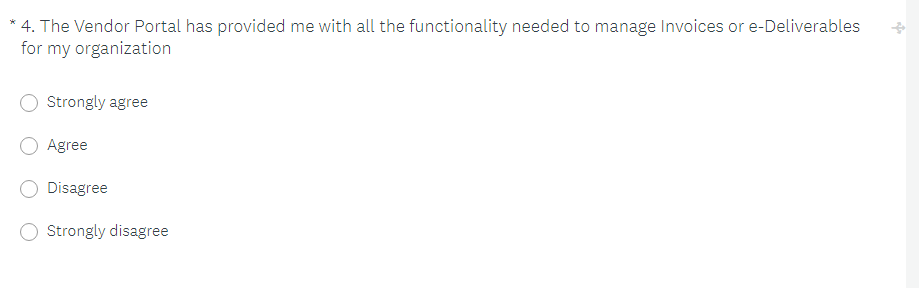 * 4. The Vendor Portal has provided me with all the functionality needed to manage Invoices or e-Deliverables
for my organization
Strongly agree
Agree
Disagree
Strongly disagree